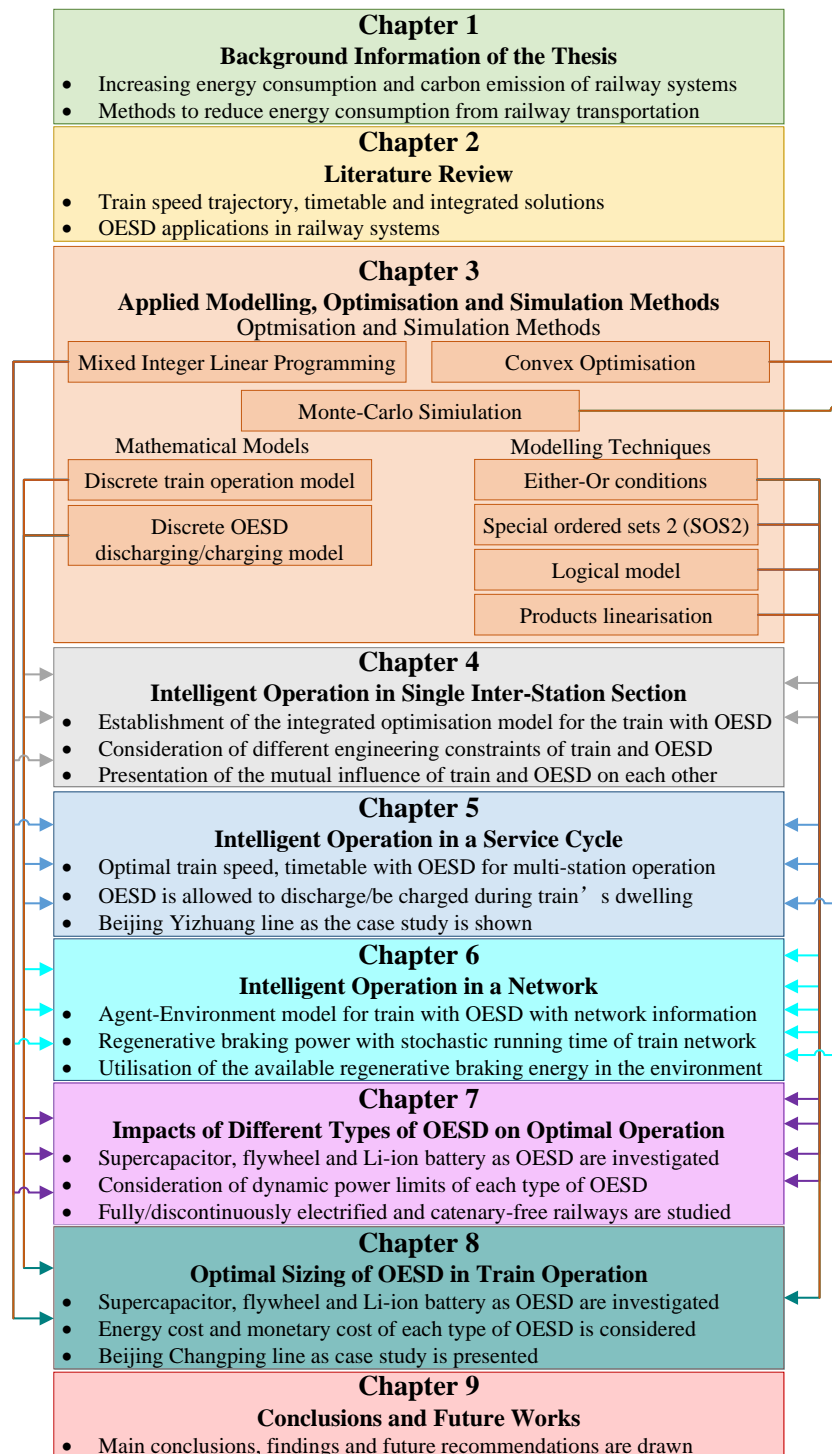 Chapter 1
Background Information of the Thesis
• Increasing energy consumption and carbon emission of railway systems
• Methods to reduce energy consumption from railway transportation
Chapter 2
Literature Review
• Train speed trajectory, timetable and integrated solutions
• OESD applications in railway systems
Chapter 3
Applied Modelling, Optimisation and Simulation Methods
Optmisation and Simulation Methods
Mixed Integer Linear Programming
Convex Optimisation
Monte-Carlo Simiulation
Mathematical Models
Discrete train operation model
Discrete OESD
discharging/charging model
Modelling Techniques
Either-Or conditions
Special ordered sets 2 (SOS2)
Logical model
Products linearisation
Chapter 4
Intelligent Operation in Single Inter-Station Section
• Establishment of the integrated optimisation model for the train with OESD
• Consideration of different engineering constraints of train and OESD
• Presentation of the mutual influence of train and OESD on each other
Chapter 5
Intelligent Operation in a Service Cycle
• Optimal train speed, timetable with OESD for multi-station operation
• OESD is allowed to discharge/be charged during train’s dwelling
• Beijing Yizhuang line as the case study is shown
Chapter 6
Intelligent Operation in a Network
• Agent-Environment model for train with OESD with network information
• Regenerative braking power with stochastic running time of train network
• Utilisation of the available regenerative braking energy in the environment
Chapter 7
Impacts of Different Types of OESD on Optimal Operation
• Supercapacitor, flywheel and Li-ion battery as OESD are investigated
• Consideration of dynamic power limits of each type of OESD
• Fully/discontinuously electrified and catenary-free railways are studied
Chapter 8
Optimal Sizing of OESD in Train Operation
• Supercapacitor, flywheel and Li-ion battery as OESD are investigated
• Energy cost and monetary cost of each type of OESD is considered
• Beijing Changping line as case study is presented
Chapter 9
Conclusions and Future Works
• Main conclusions, findings and future recommendations are drawn